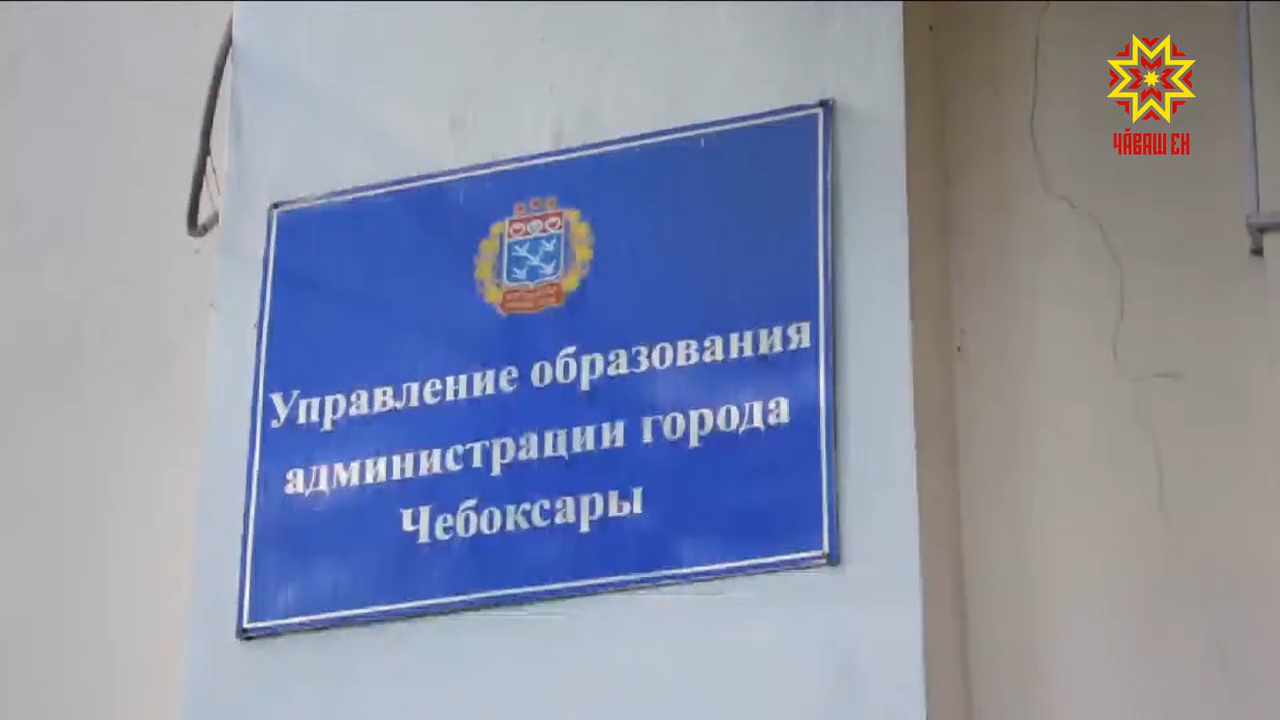 ЧӐВАШ ЕН
Управление образования
администрации города
Чебоксары